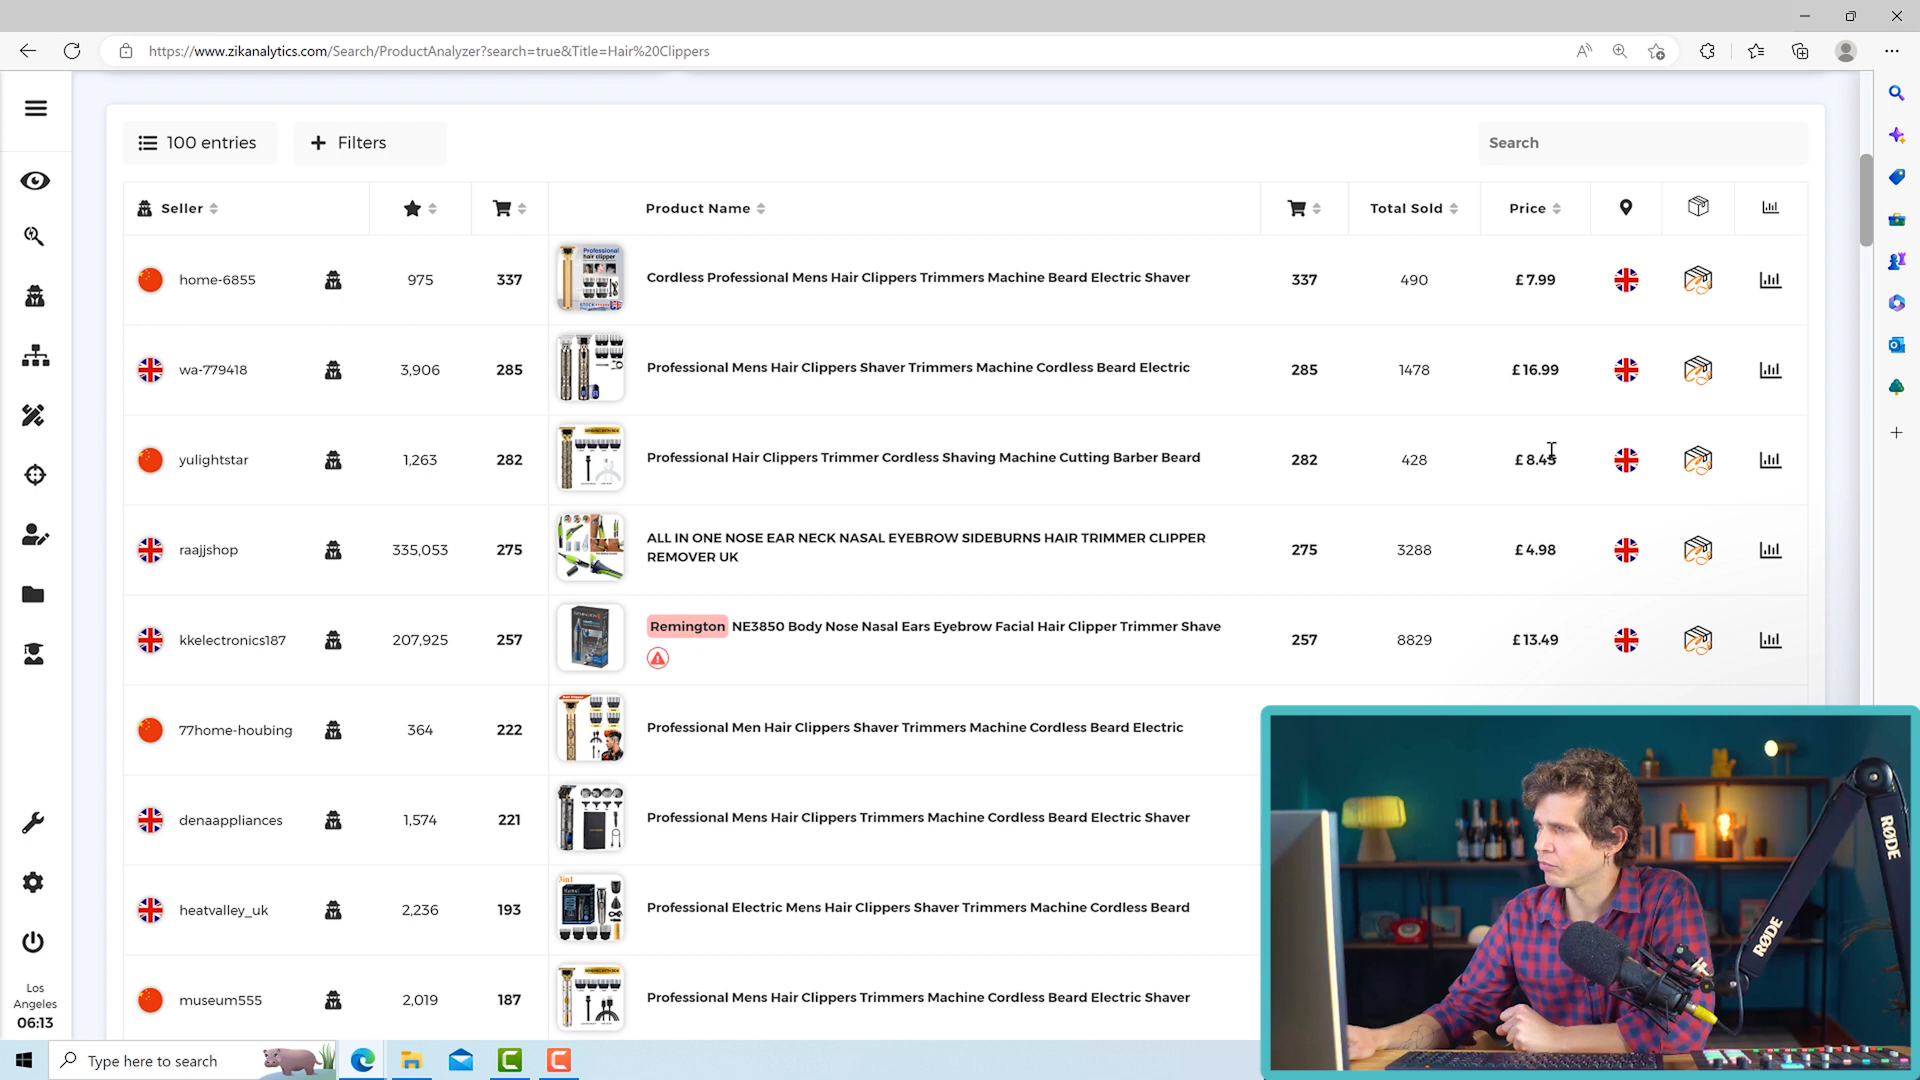 https://www.zikanalytics.com/Search/ProductAnalyzer?search=true&Title=Hair%20Clippers
100 entries
Filters
Search
Seller
Product Name
Total Sold
Price
home-6855 975 337 Cordless Professional Mens Hair Clippers Trimmers Machine Beard Electric Shaver 337 490 £ 7.99
wa-779418 3,906 285 Professional Mens Hair Clippers Shaver Trimmers Machine Cordless Beard Electric 285 1478 £ 16.99
yulightstar 1,263 282 Professional Hair Clippers Trimmer Cordless Shaving Machine Cutting Barber Beard 282 428 £ 8.45
raajjshop 335,053 275 ALL IN ONE NOSE EAR NECK NASAL EYEBROW SIDEBURNS HAIR TRIMMER CLIPPER
REMOVER UK 275 3288 £ 4.98
kkelectronics187 207,925 257 Remington NE3850 Body Nose Nasal Ears Eyebrow Facial Hair Clipper Trimmer Shave 257 8829 £ 13.49
77home-houbing 364 222 Professional Men Hair Clippers Shaver Trimmers Machine Cordless Beard Electric
denaappliances 1,574 221 Professional Mens Hair Clippers Trimmers Machine Cordless Beard Electric Shaver
heatvalley_uk 2,236 193 Professional Electric Mens Hair Clippers Shaver Trimmers Machine Cordless Beard
museum555 2,019 187 Professional Mens Hair Clippers Trimmers Machine Cordless Beard Electric Shaver
Professional
hair clipper
3in1
Los
Angeles
06:13
Type here to search
RØDE
RØDE